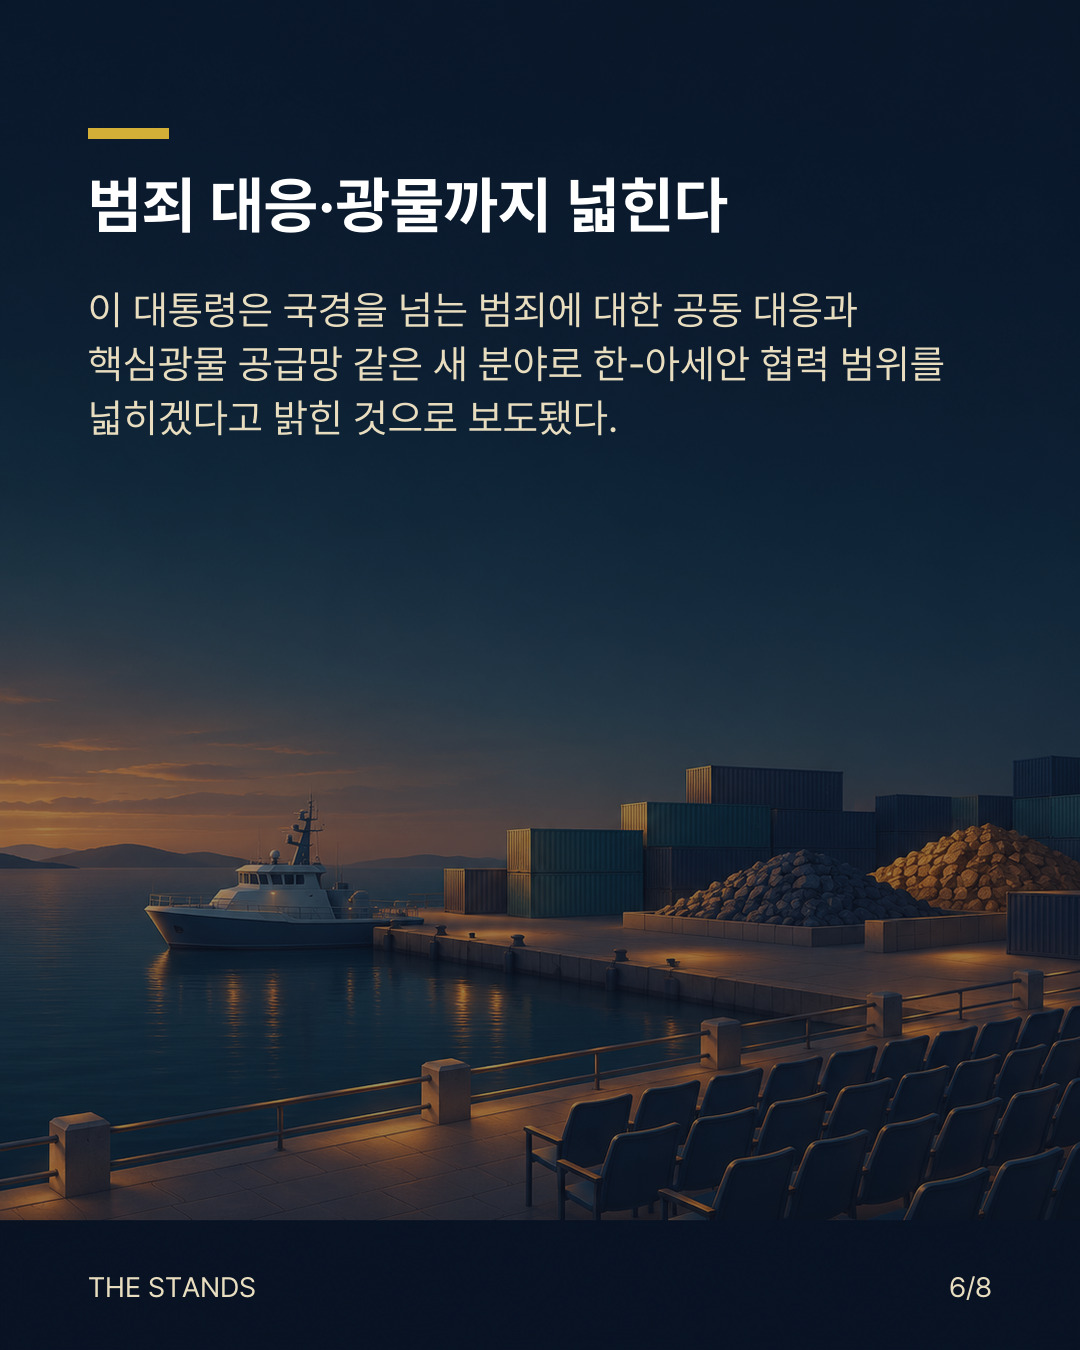 범죄 대응·광물까지 넓힌다
이 대통령은 국경을 넘는 범죄에 대한 공동 대응과
핵심광물 공급망 같은 새 분야로 한-아세안 협력 범위를
넓히겠다고 밝힌 것으로 보도됐다.
THE STANDS
6/8